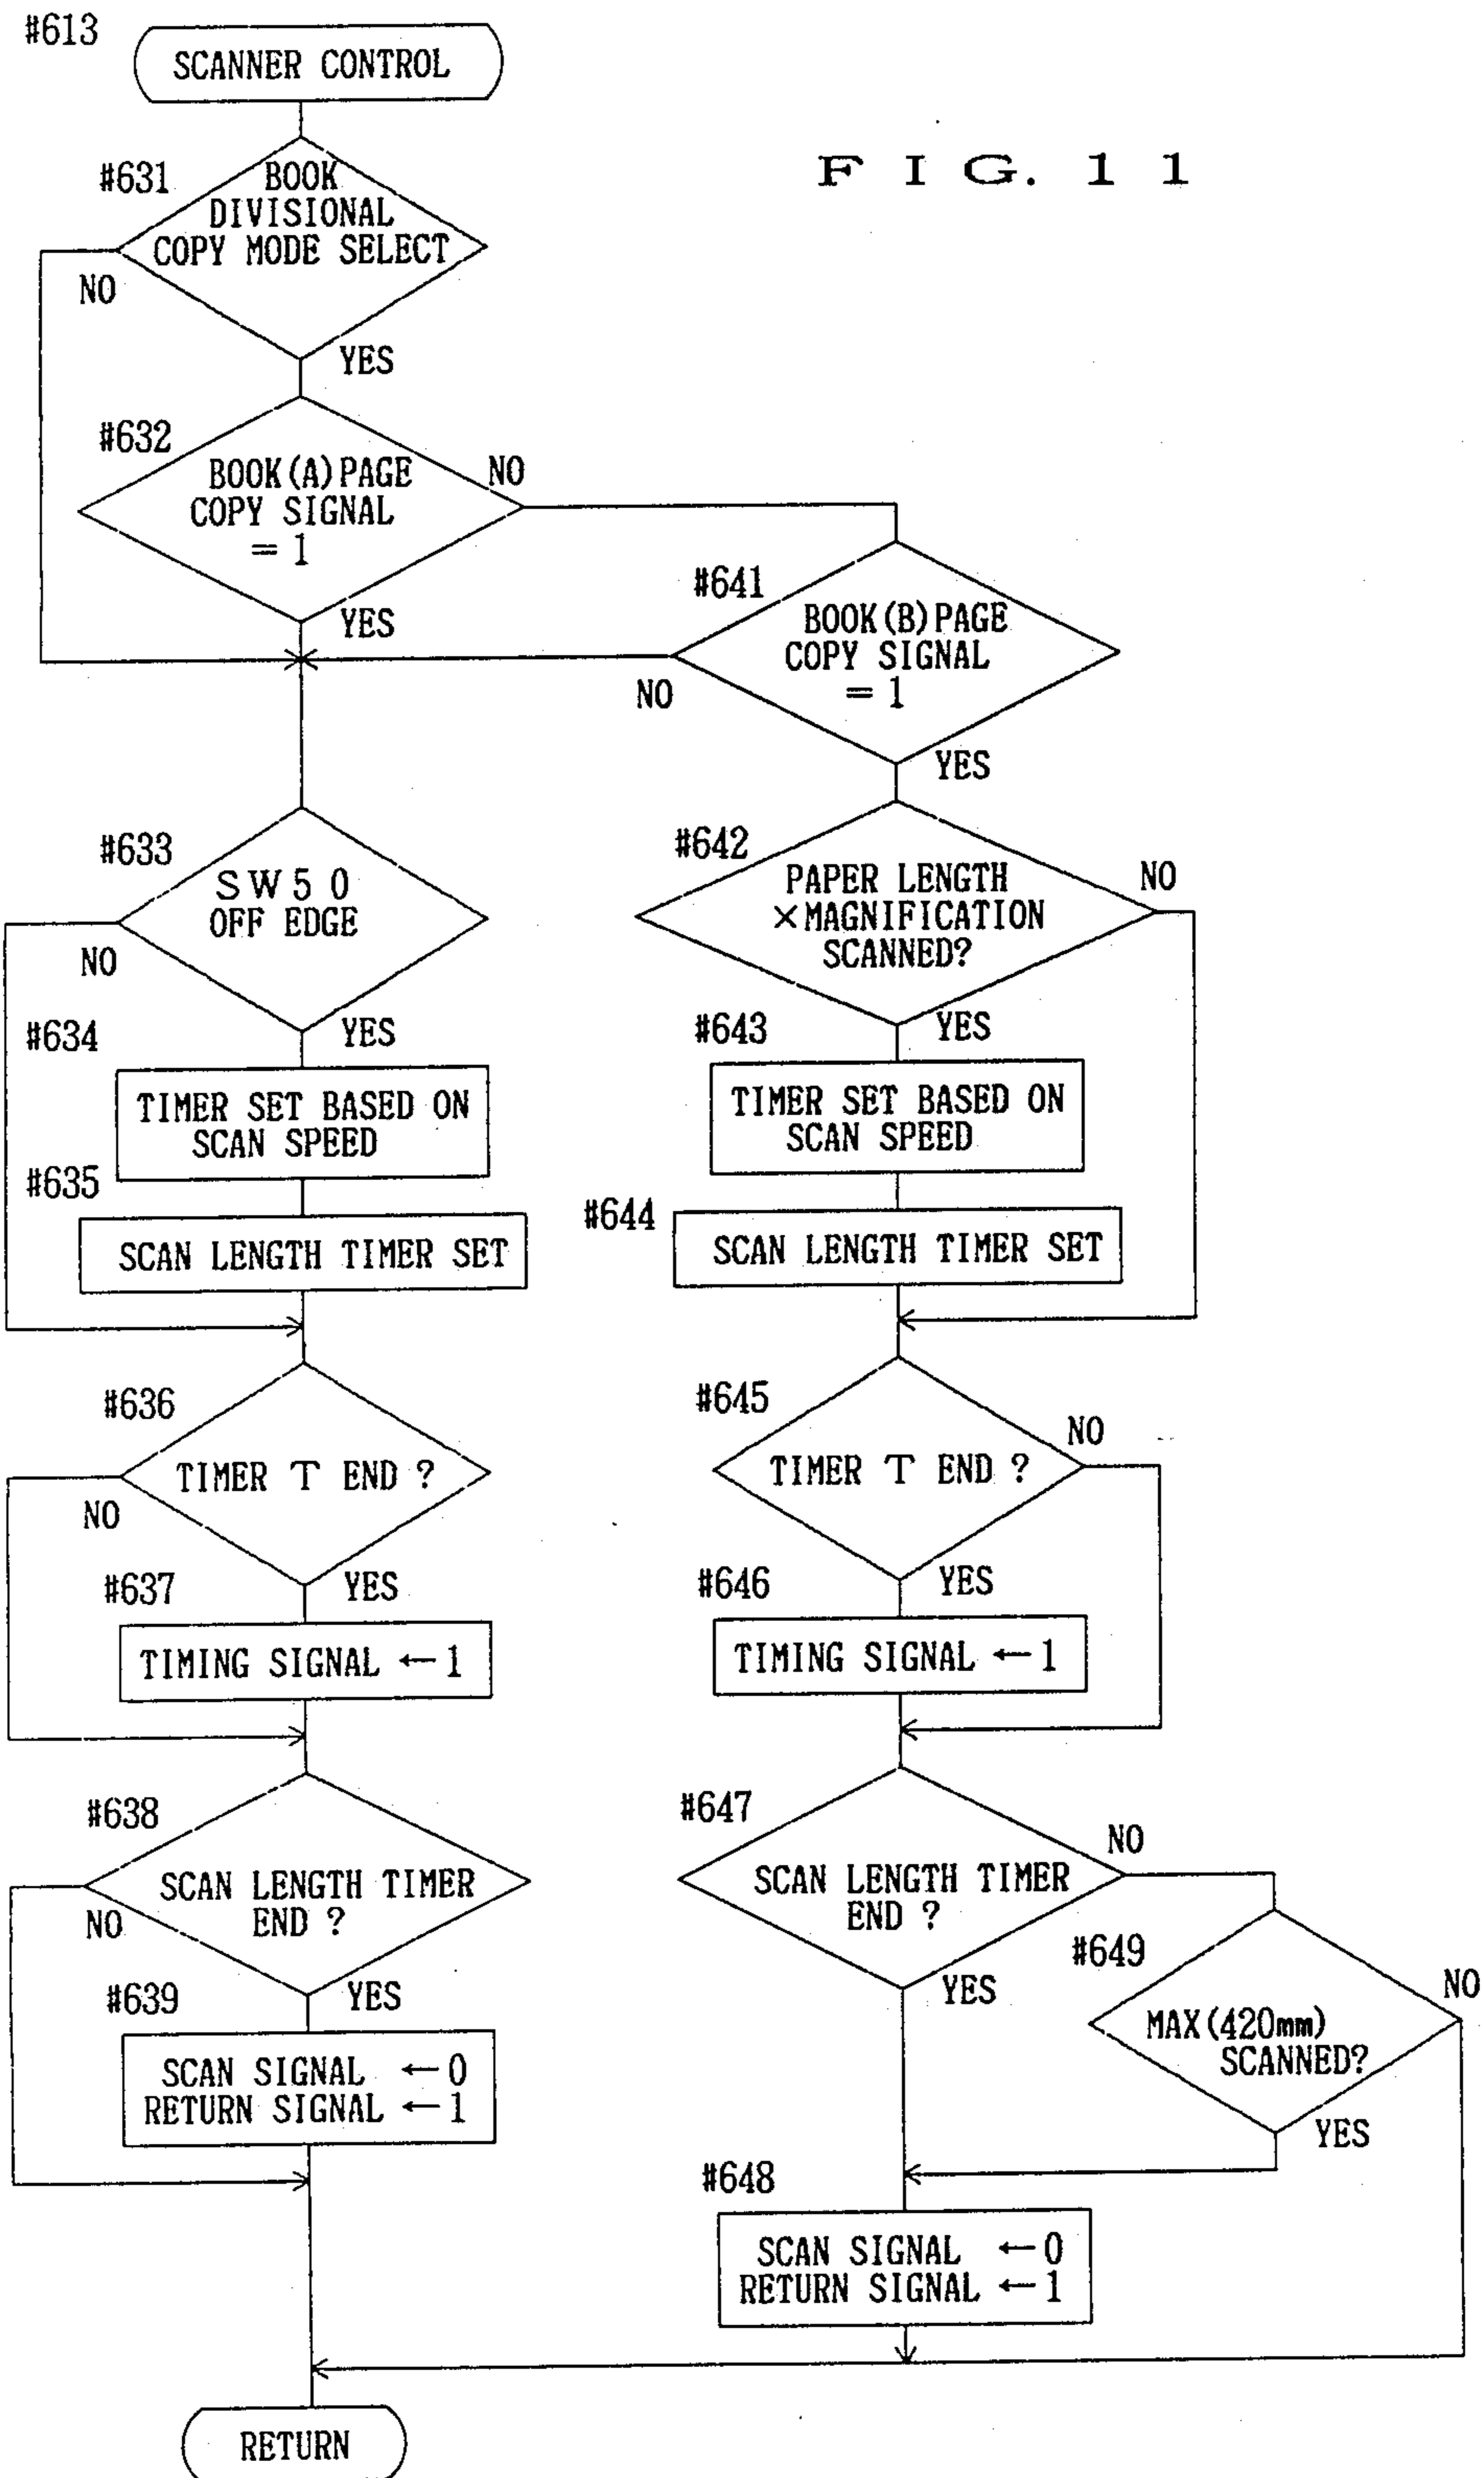 #613
SCANNER CONTROL
FIG. 11
#631
BOOK
DIVISIONAL
COPY MODE SELECT
NO
YES
#632
BOOK(A)PAGE
COPY SIGNAL
= 1
NO
YES
#641
BOOK(B)PAGE
COPY SIGNAL
= 1
NO
YES
#633
SW50
OFF EDGE
NO
YES
#634
TIMER SET BASED ON
SCAN SPEED
#635
SCAN LENGTH TIMER SET
#642
PAPER LENGTH
×MAGNIFICATION
SCANNED?
NO
YES
#643
TIMER SET BASED ON
SCAN SPEED
#644
SCAN LENGTH TIMER SET
#636
TIMER T END ?
NO
YES
#637
TIMING SIGNAL ←1
#645
TIMER T END ?
NO
YES
#646
TIMING SIGNAL ←1
#638
SCAN LENGTH TIMER
END ?
NO
YES
#639
SCAN SIGNAL ←0
RETURN SIGNAL ←1
#647
SCAN LENGTH TIMER
END ?
NO
YES
#649
MAX(420mm)
SCANNED?
NO
YES
#648
SCAN SIGNAL ←0
RETURN SIGNAL ←1
RETURN